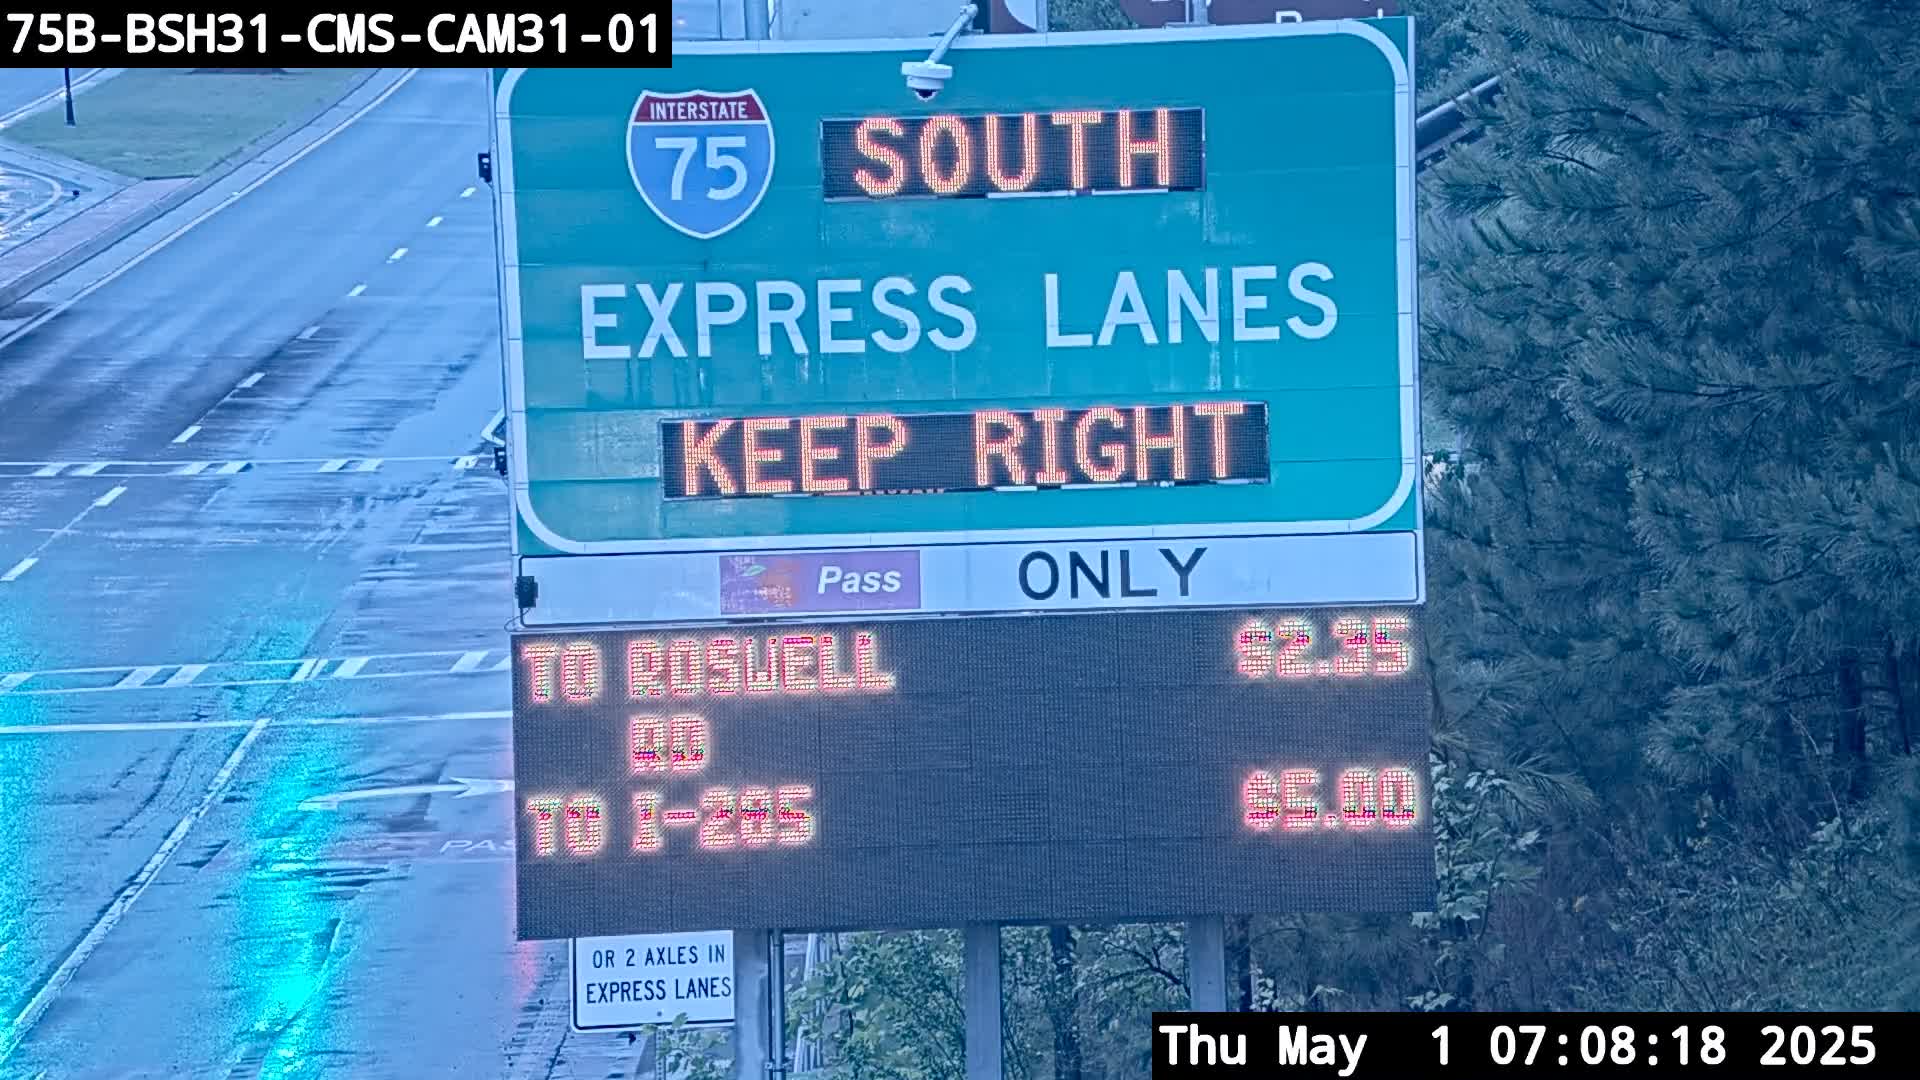 75B-BSH31-CMS-CAM31-01
INTERSTATE
75
SOUTH
EXPRESS LANES
KEEP RIGHT
Pass ONLY
TO ROSWELL $2.35
RD
TO I-285 $5.00
OR 2 AXLES IN
EXPRESS LANES
Thu May 1 07:08:18 2025